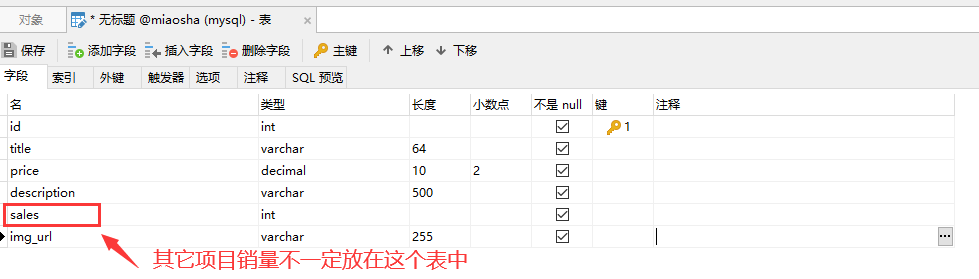 对象 * 无标题 @miaosha (mysql) - 表
保存 添加字段 插入字段 删除字段 主键 上移 下移
字段 索引 外键 触发器 选项 注释 SQL 预览
名 类型 长度 小数点 不是 null 键 注释
id int 1
title varchar 64
price decimal 10 2
description varchar 500
sales int
img_url varchar 255 ...
其它项目销量不一定放在这个表中